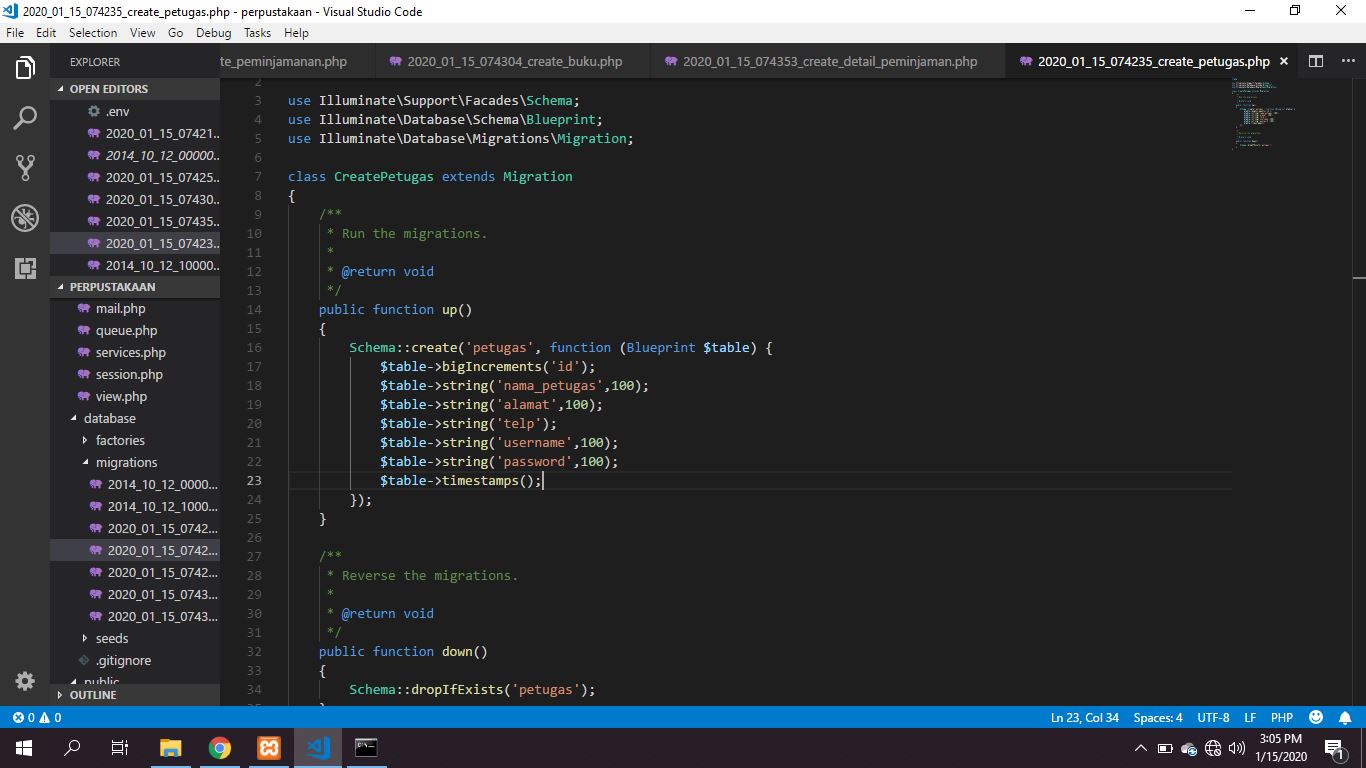 2020_01_15_074235_create_petugas.php - perpustakaan - Visual Studio Code
File Edit Selection View Go Debug Tasks Help
EXPLORER
OPEN EDITORS
.env
2020_01_15_07421...
2014_10_12_00000...
2020_01_15_07425...
2020_01_15_07430...
2020_01_15_07435...
2020_01_15_07423...
2014_10_12_10000...
PERPUSTAKAAN
mail.php
queue.php
services.php
session.php
view.php
database
factories
migrations
2014_10_12_0000...
2014_10_12_1000...
2020_01_15_0742...
2020_01_15_0742...
2020_01_15_0742...
2020_01_15_0743...
2020_01_15_0743...
seeds
.gitignore
public
OUTLINE
te_peminjamanan.php 2020_01_15_074304_create_buku.php 2020_01_15_074353_create_detail_peminjaman.php 2020_01_15_074235_create_petugas.php
2
3 use Illuminate\Support\Facades\Schema;
4 use Illuminate\Database\Schema\Blueprint;
5 use Illuminate\Database\Migrations\Migration;
6
7 class CreatePetugas extends Migration
8 {
9 /**
10 * Run the migrations.
11 *
12 * @return void
13 */
14 public function up()
15 {
16 Schema::create('petugas', function (Blueprint $table) {
17 $table->bigIncrements('id');
18 $table->string('nama_petugas',100);
19 $table->string('alamat',100);
20 $table->string('telp');
21 $table->string('username',100);
22 $table->string('password',100);
23 $table->timestamps();
24 });
25 }
26
27 /**
28 * Reverse the migrations.
29 *
30 * @return void
31 */
32 public function down()
33 {
34 Schema::dropIfExists('petugas');
0 0 Ln 23, Col 34 Spaces: 4 UTF-8 LF PHP
3:05 PM
1/15/2020
1